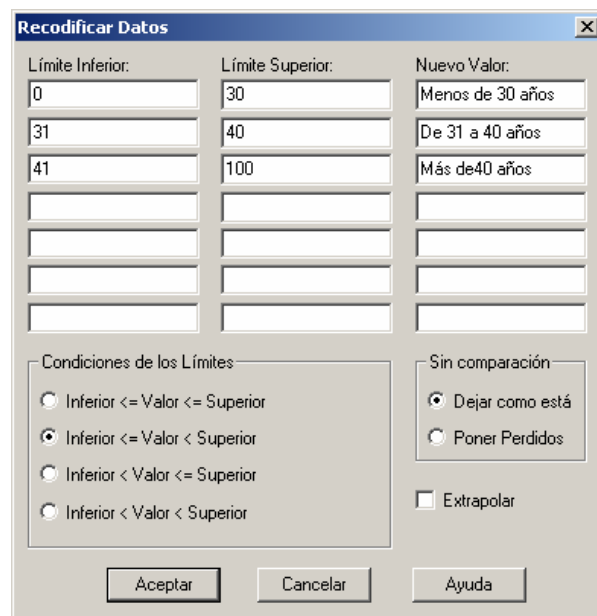 Recodificar Datos
Límite Inferior: Límite Superior: Nuevo Valor:
0 30 Menos de 30 años
31 40 De 31 a 40 años
41 100 Más de40 años
Condiciones de los Límites
Inferior <= Valor <= Superior
Inferior <= Valor < Superior
Inferior < Valor <= Superior
Inferior < Valor < Superior
Sin comparación
Dejar como está
Poner Perdidos
Extrapolar
Aceptar Cancelar Ayuda